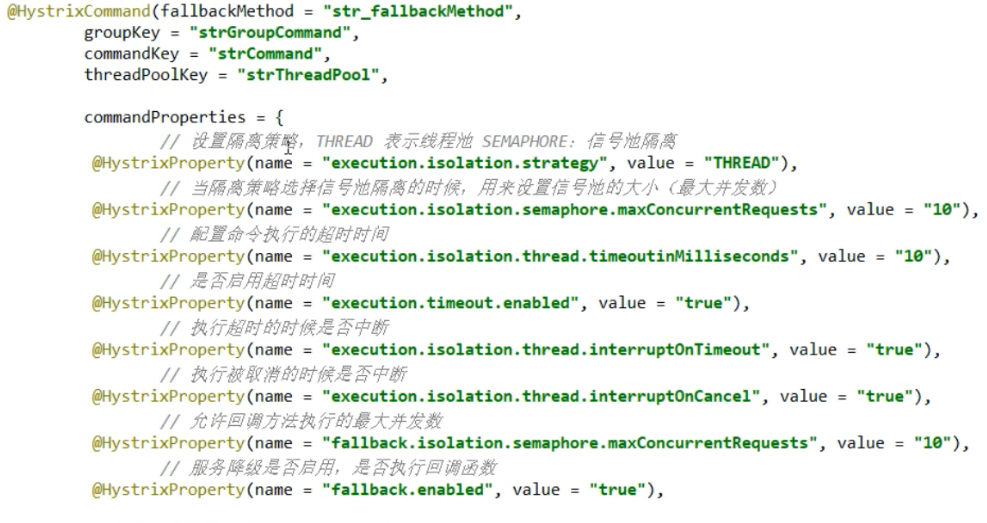 @HystrixCommand(fallbackMethod = "str_fallbackMethod",
groupKey = "strGroupCommand",
commandKey = "strCommand",
threadPoolKey = "strThreadPool",
commandProperties = {
// 设置隔离策略，THREAD 表示线程池 SEMAPHORE：信号池隔离
@HystrixProperty(name = "execution.isolation.strategy", value = "THREAD"),
// 当隔离策略选择信号池隔离的时候，用来设置信号池的大小（最大并发数）
@HystrixProperty(name = "execution.isolation.semaphore.maxConcurrentRequests", value = "10"),
// 配置命令执行的超时时间
@HystrixProperty(name = "execution.isolation.thread.timeoutinMilliseconds", value = "10"),
// 是否启用超时时间
@HystrixProperty(name = "execution.timeout.enabled", value = "true"),
// 执行超时的时候是否中断
@HystrixProperty(name = "execution.isolation.thread.interruptOnTimeout", value = "true"),
// 执行被取消的时候是否中断
@HystrixProperty(name = "execution.isolation.thread.interruptOnCancel", value = "true"),
// 允许回调方法执行的最大并发数
@HystrixProperty(name = "fallback.isolation.semaphore.maxConcurrentRequests", value = "10"),
// 服务降级是否启用，是否执行回调函数
@HystrixProperty(name = "fallback.enabled", value = "true"),